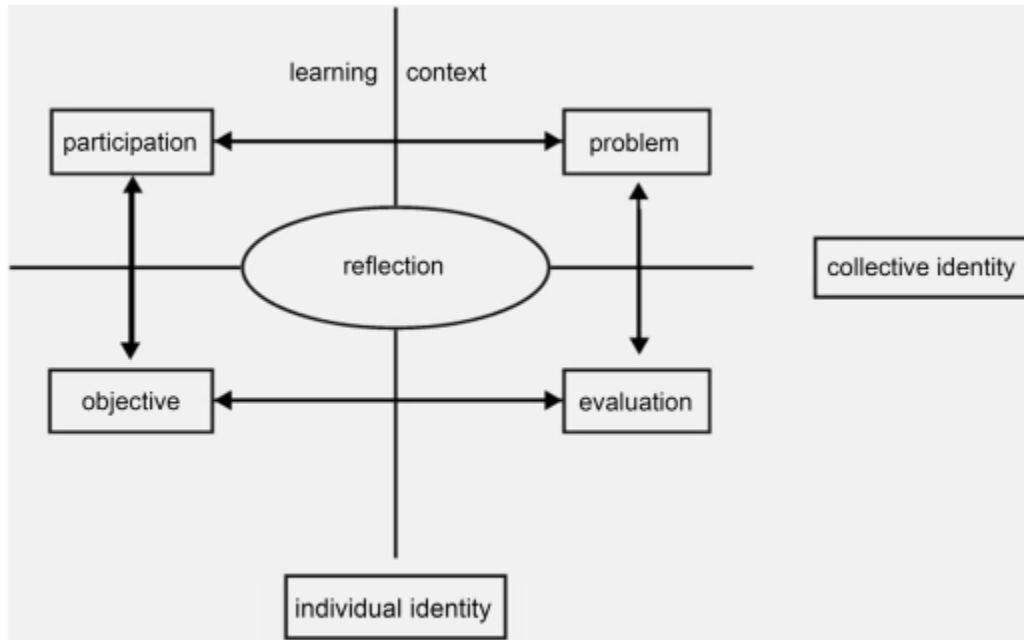 learning context
participation
problem
reflection
collective identity
objective
evaluation
individual identity